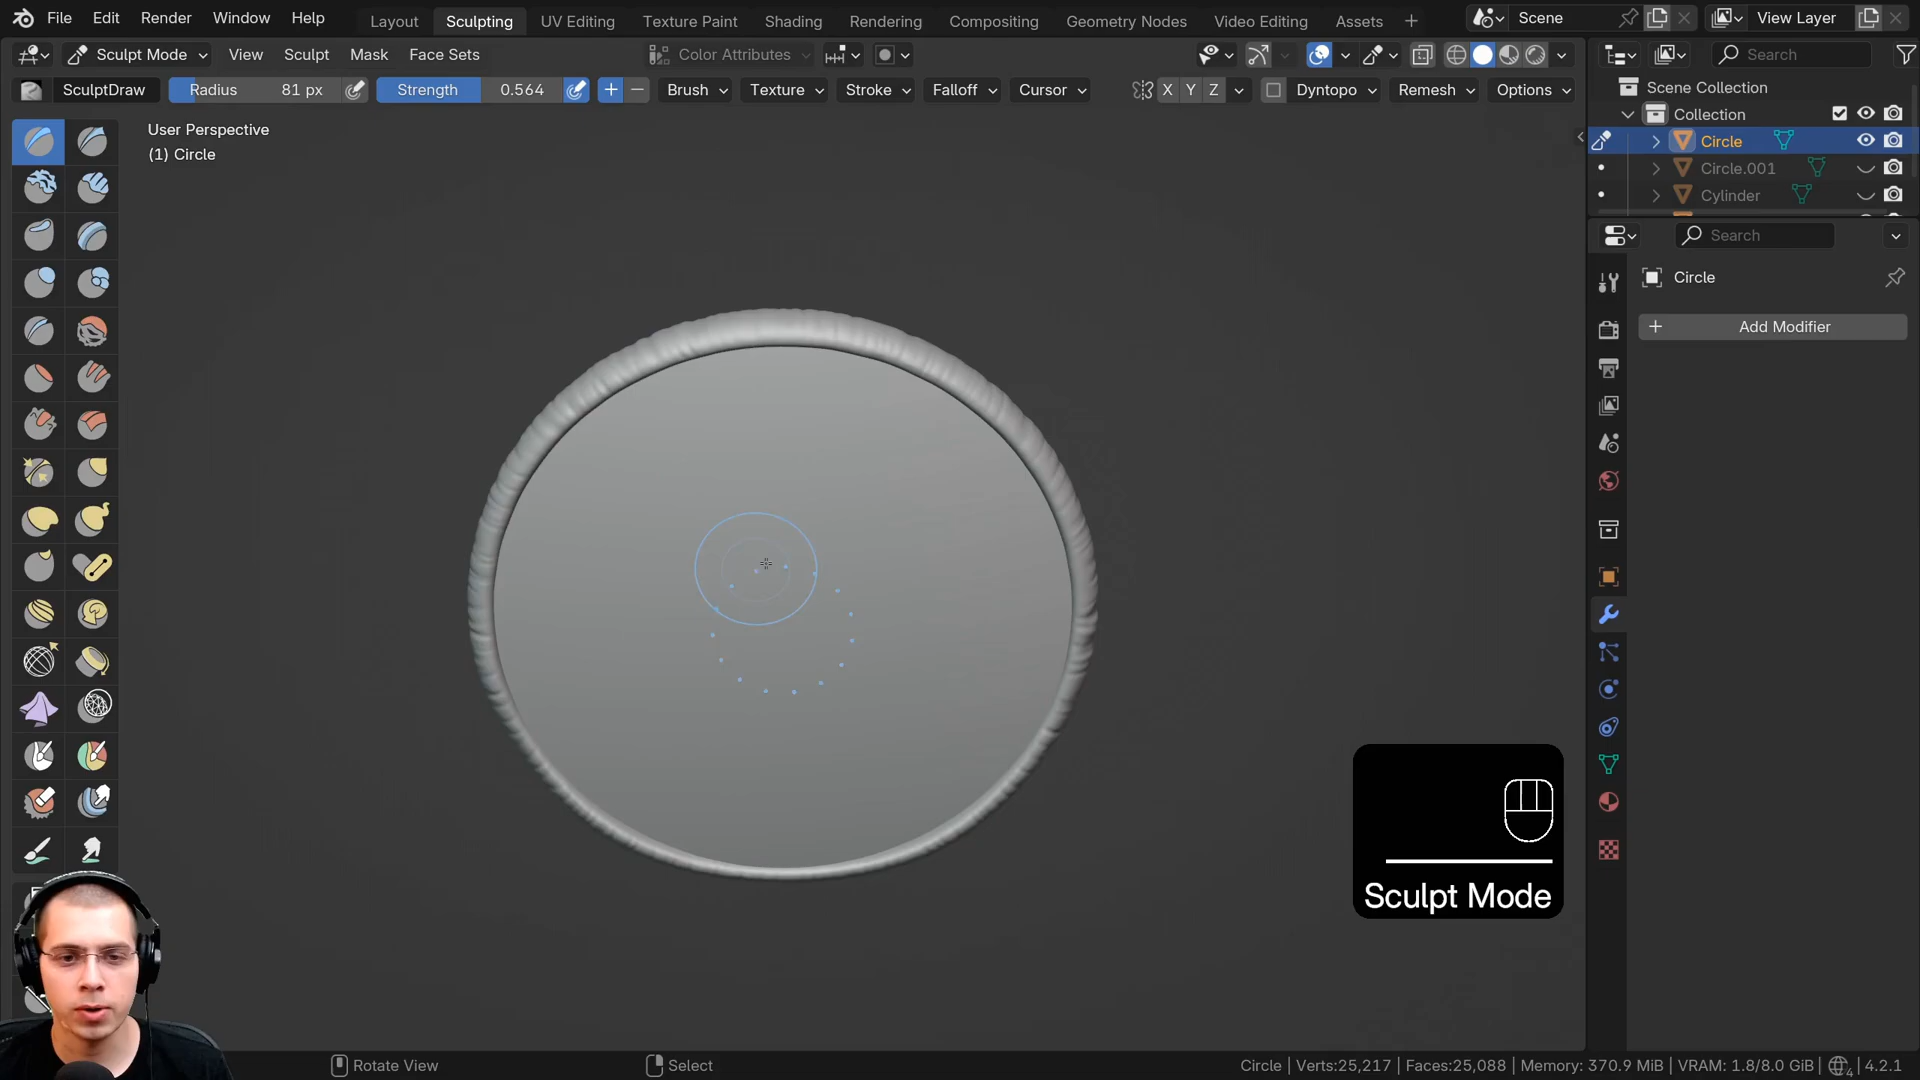 File Edit Render Window Help
Layout Sculpting UV Editing Texture Paint Shading Rendering Compositing Geometry Nodes Video Editing Assets +
Scene View Layer
Sculpt Mode View Sculpt Mask Face Sets
Color Attributes
Search
SculptDraw Radius 81 px Strength 0.564 + − Brush Texture Stroke Falloff Cursor X Y Z Dyntopo Remesh Options
Scene Collection
Collection
Circle
Circle.001
Cylinder
User Perspective
(1) Circle
Search
Circle
+ Add Modifier
Sculpt Mode
Rotate View
Select
Circle | Verts:25,217 | Faces:25,088 | Memory: 370.9 MiB | VRAM: 1.8/8.0 GiB | 4 4.2.1